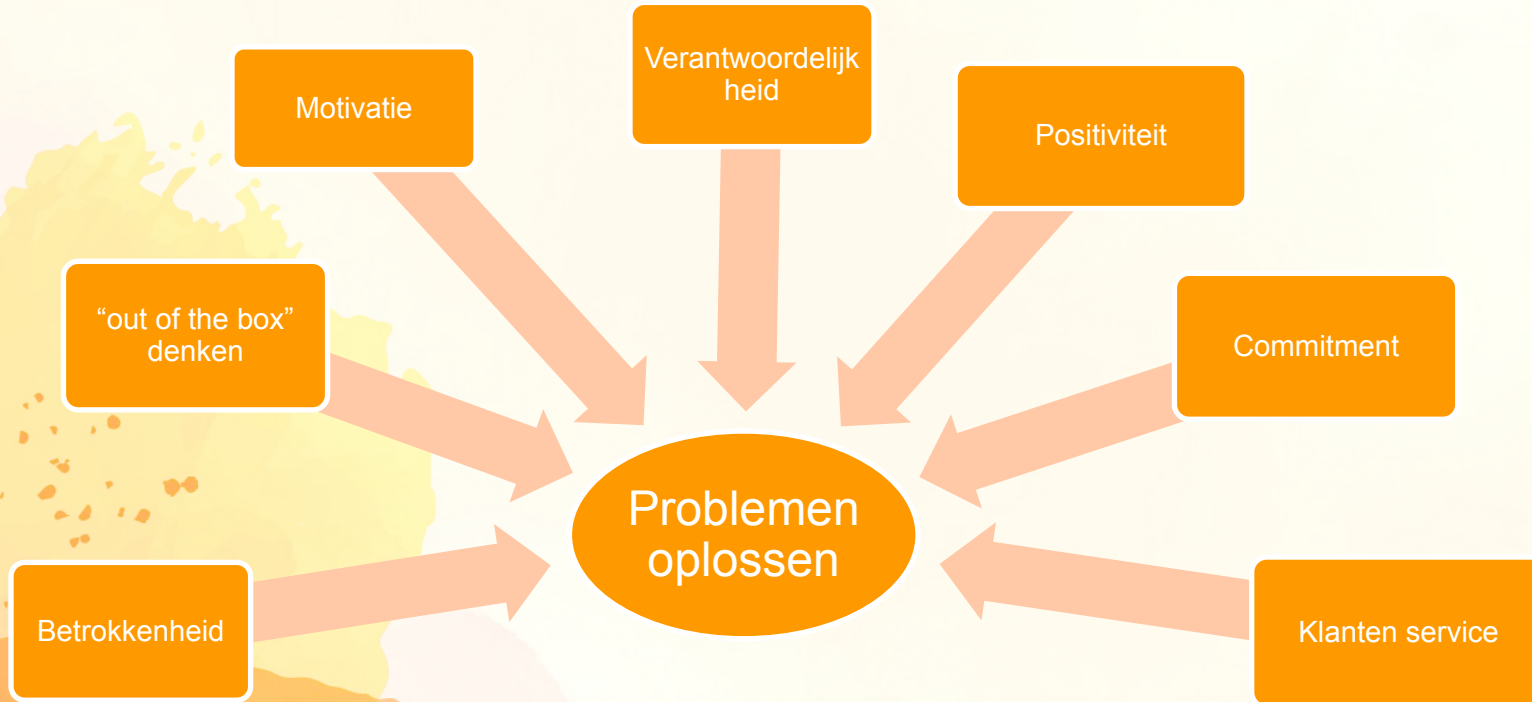 Verantwoordelijk
heid
Motivatie
Positiviteit
“out of the box”
denken
Commitment
Problemen
oplossen
Betrokkenheid
Klanten service